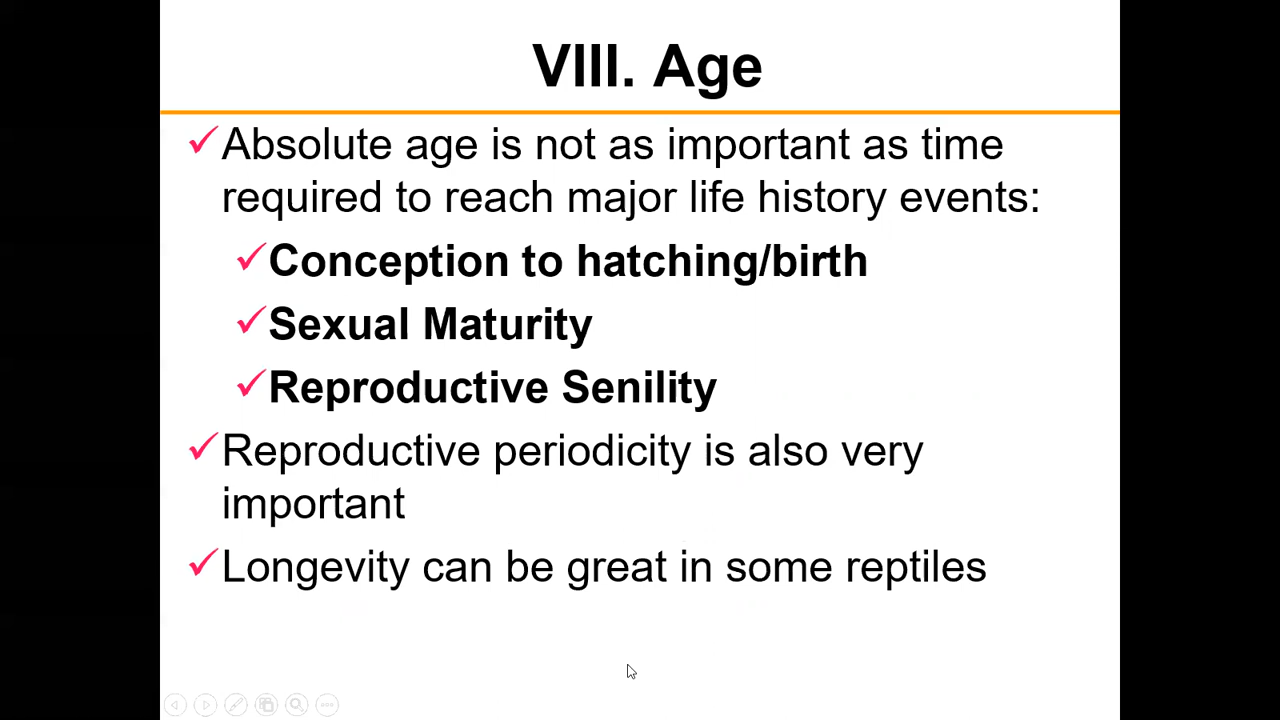 VIII. Age
Absolute age is not as important as time
required to reach major life history events:
Conception to hatching/birth
Sexual Maturity
Reproductive Senility
Reproductive periodicity is also very
important
Longevity can be great in some reptiles